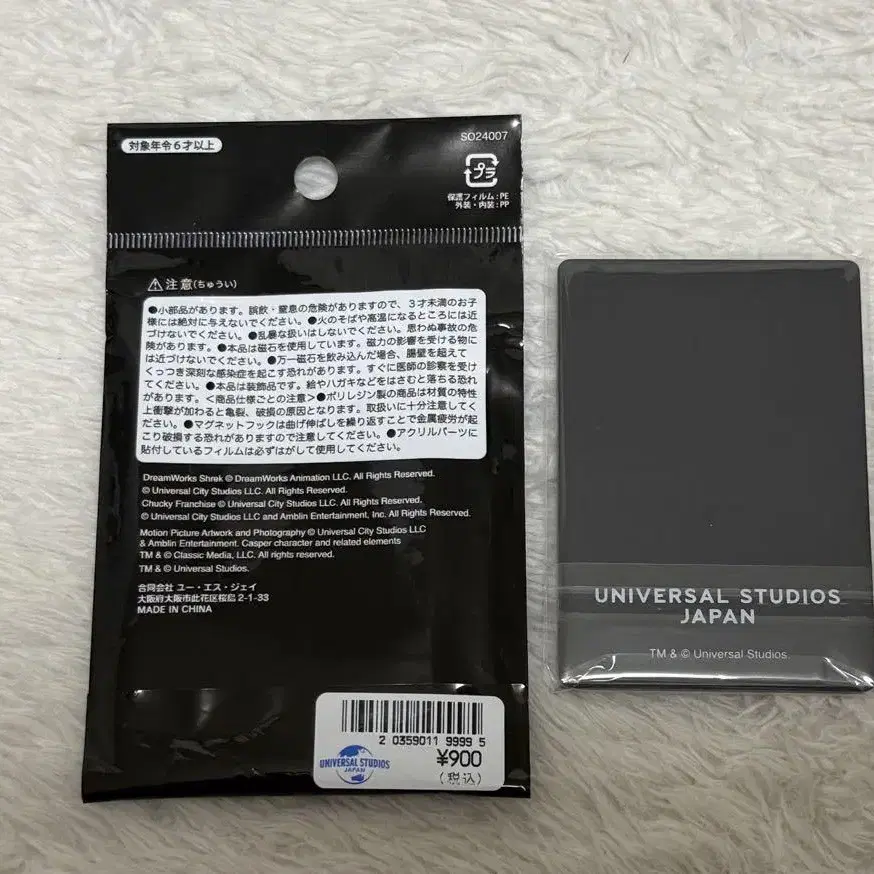 対象年令6才以上
SO24007
プラ
保護フィルム:PE
外装・内装:PP
⚠注意(ちゅうい)
●小部品があります。誤飲・窒息の危険がありますので、3才未満のお子
様には絶対に与えないでください。●火のそばや高温になるところには近
づけないでください。●乱暴な扱いはしないでください。思わぬ事故の危
険があります。●本品は磁石を使用しています。磁力の影響を受ける物に
は近づけないでください。●万一磁石を飲み込んだ場合、腸壁を超えて
くっつき深刻な感染症を起こす恐れがあります。すぐに医師の診察を受け
てください。●本品は装飾品です。絵やハガキなどをはさむと落ちる恐れ
があります。<商品仕様ごとの注意>●ポリレジン製の商品は材質の特性
上衝撃が加わると亀裂、破損の原因となります。取扱いに十分注意してく
ださい。●マグネットフックは曲げ伸ばしを繰り返すことで金属疲労が起
こり破損する恐れがありますので注意してください。●アクリルパーツに
貼付しているフィルムは必ずはがして使用してください。
DreamWorks Shrek © DreamWorks Animation LLC. All Rights Reserved.
© Universal City Studios LLC. All Rights Reserved.
Chucky Franchise © Universal City Studios LLC. All Rights Reserved.
© Universal City Studios LLC and Amblin Entertainment, Inc. All Rights Reserved.
Motion Picture Artwork and Photography © Universal City Studios LLC
& Amblin Entertainment. Casper character and related elements
TM & © Classic Media, LLC. All rights reserved.
TM & © Universal Studios.
合同会社 ユー・エス・ジェイ
大阪府大阪市此花区桜島2-1-33
MADE IN CHINA
2 0359011 9999 5
UNIVERSAL STUDIOS
JAPAN
¥900
(税込)
UNIVERSAL STUDIOS
JAPAN
TM & © Universal Studios.